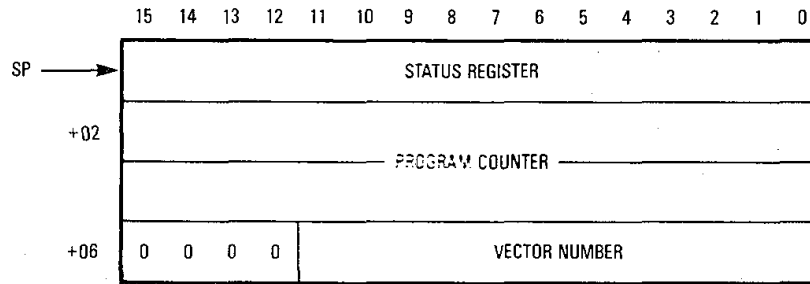 15 14 13 12 11 10 9 8 7 6 5 4 3 2 1 0
SP STATUS REGISTER
+02
PROGRAM COUNTER
+06 0 0 0 0 VECTOR NUMBER